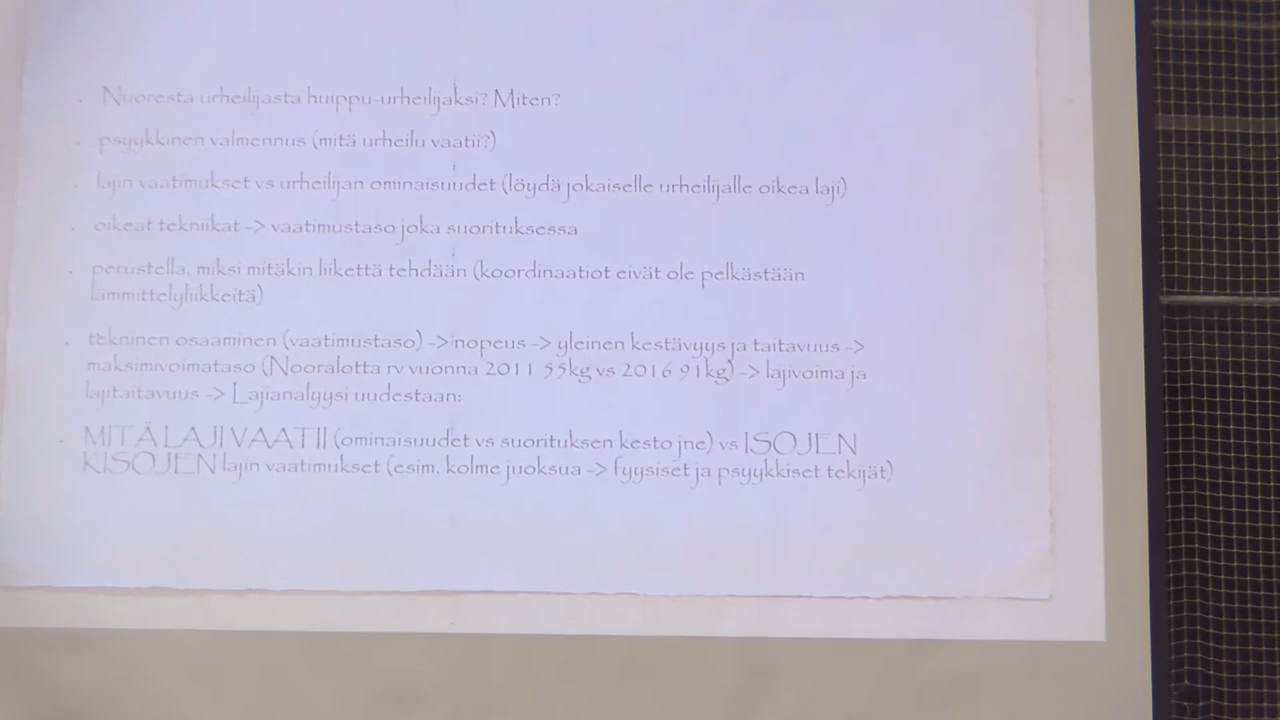 Nuoresta urheilijasta huippu-urheilijaksi? Miten?
psyykkinen valmennus (mitä urheilu vaatii?)
lajin vaatimukset vs urheilijan ominaisuudet (löydä jokaiselle urheilijalle oikea laji)
oikeat tekniikat -> vaatimustaso joka suorituksessa
perustella, miksi mitäkin liikettä tehdään (koordinaatiot eivät ole pelkästään
lämmittelyliikkeitä)
tekninen osaaminen (vaatimustaso) -> nopeus -> yleinen kestävyys ja taitavuus ->
maksimivoimataso (Nooralotta rv vuonna 2011 55kg vs 2016 91kg) -> lajivoima ja
lajitaitavuus -> Lajianalyysi uudestaan:
MITÄ LAJI VAATII (ominaisuudet vs suorituksen kesto jne) vs ISOJEN
KISOJEN lajin vaatimukset (esim. kolme juoksua -> fyysiset ja psyykkiset tekijät)